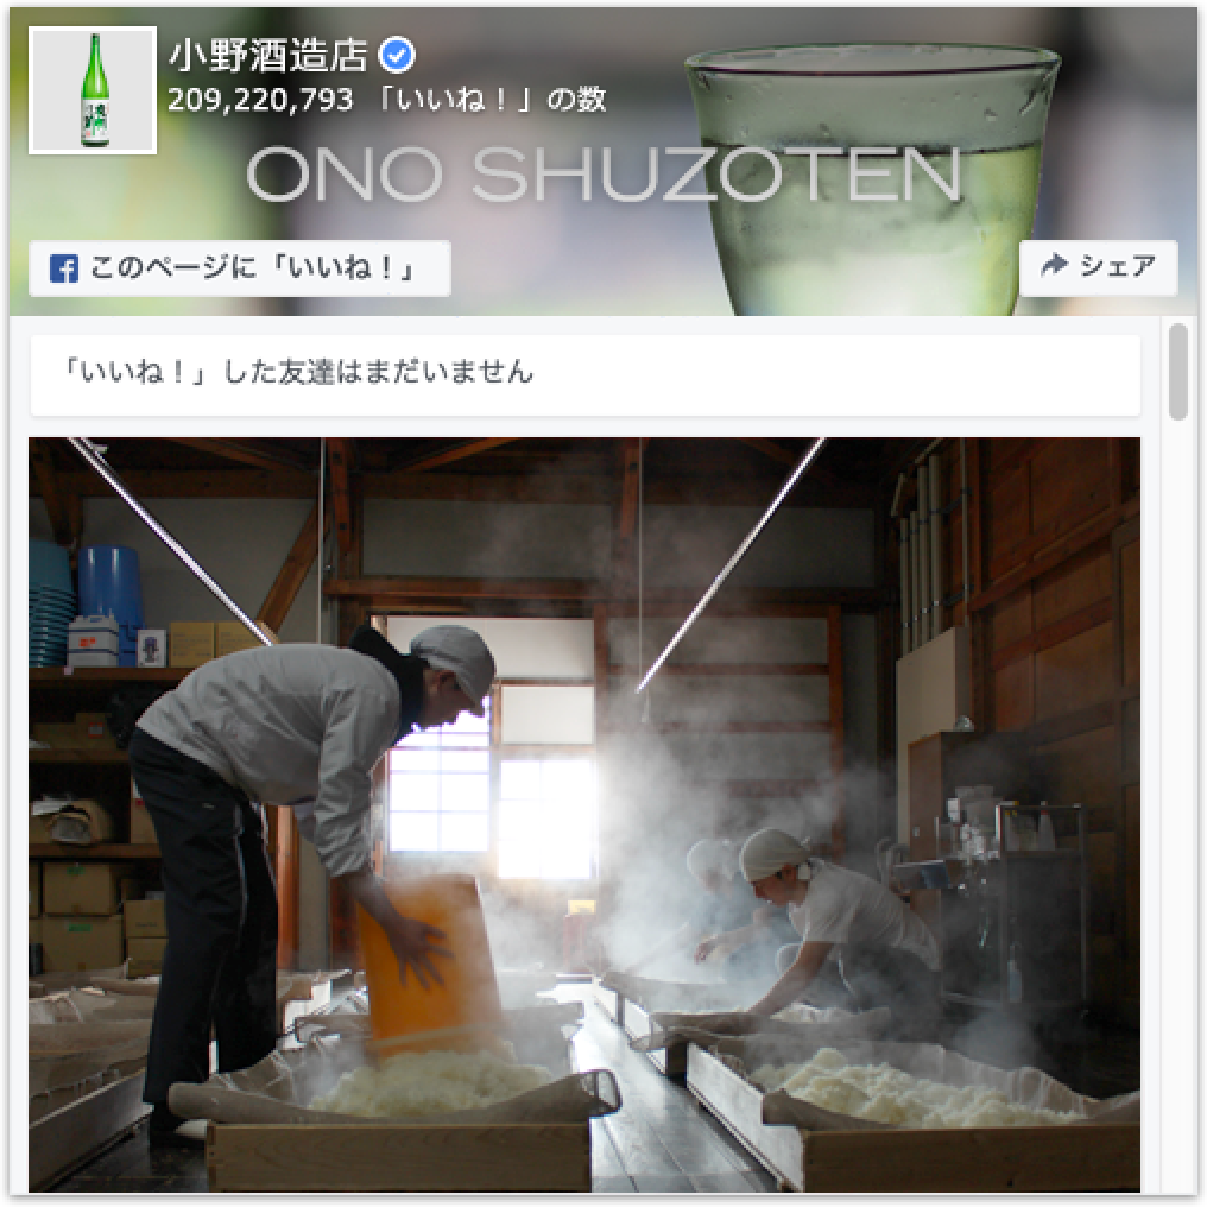 小野酒造店
209,220,793 「いいね！」の数
ONO SHUZOTEN
このページに「いいね！」
シェア
「いいね！」した友達はまだいません